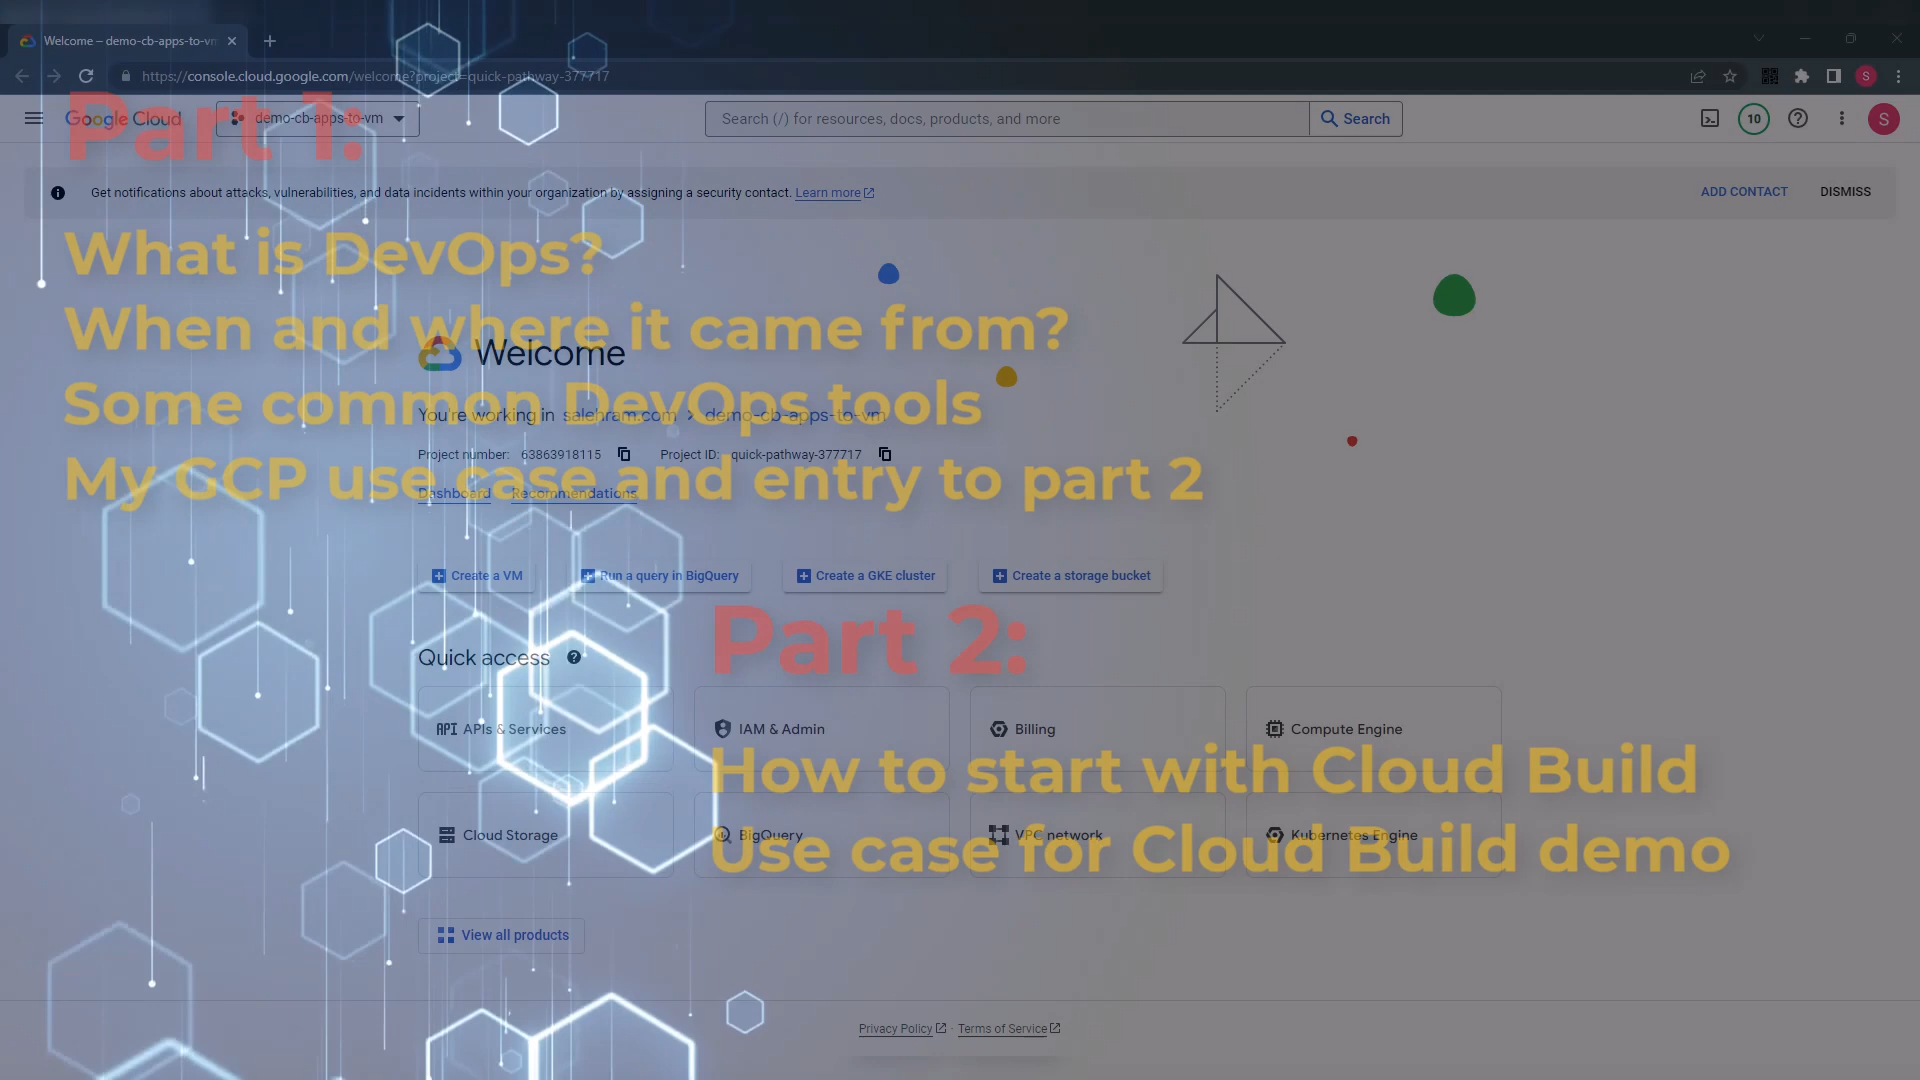 Welcome – demo-cb-apps-to-vm
https://console.cloud.google.com/welcome?project=quick-pathway-377717
S
Part 1:
Google Cloud
demo-cb-apps-to-vm
Search (/) for resources, docs, products, and more
Search
10
S
Get notifications about attacks, vulnerabilities, and data incidents within your organization by assigning a security contact. Learn more
ADD CONTACT
DISMISS
What is DevOps?
When and where it came from?
Welcome
Some common DevOps tools
You're working in salehram.com > demo-cb-apps-to-vm
Project number: 63863918115
Project ID: quick-pathway-377717
My GCP use case and entry to part 2
Dashboard
Recommendations
Create a VM
Run a query in BigQuery
Create a GKE cluster
Create a storage bucket
Part 2:
Quick access
API APIs & Services
IAM & Admin
Billing
Compute Engine
How to start with Cloud Build
Cloud Storage
BigQuery
VPC network
Kubernetes Engine
Use case for Cloud Build demo
View all products
Privacy Policy · Terms of Service